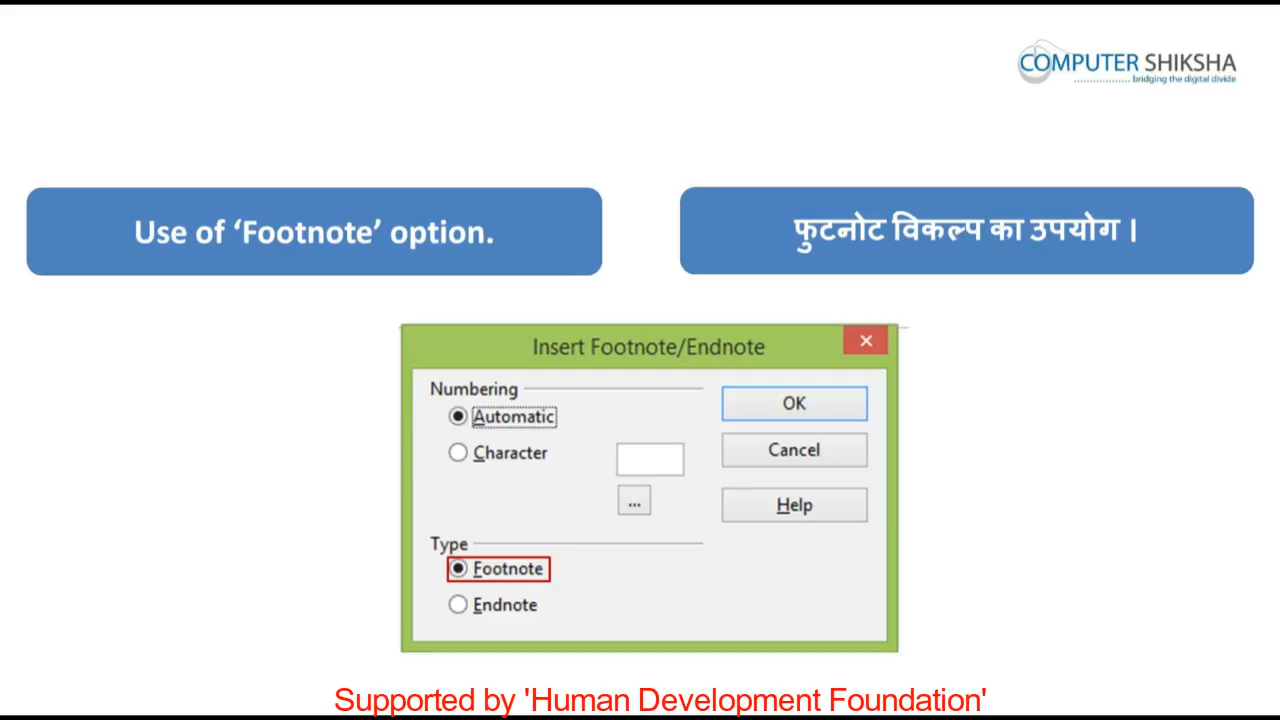 COMPUTER SHIKSHA
bridging the digital divide
Use of ‘Footnote’ option.
फुटनोट विकल्प का उपयोग ।
Insert Footnote/Endnote
Numbering
Automatic
Character
...
OK
Cancel
Help
Type
Footnote
Endnote
Supported by 'Human Development Foundation'